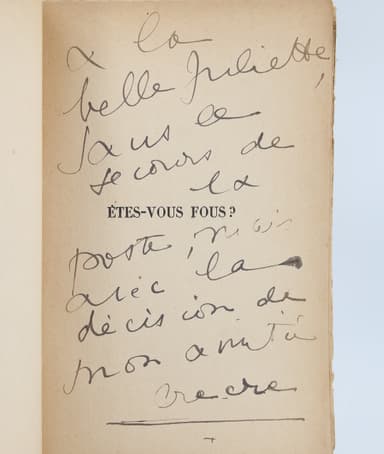 à la
belle Juliette,
sans le
secours de
la
ÊTES-VOUS FOUS ?
poste, mais
avec la
décision de
mon amitié